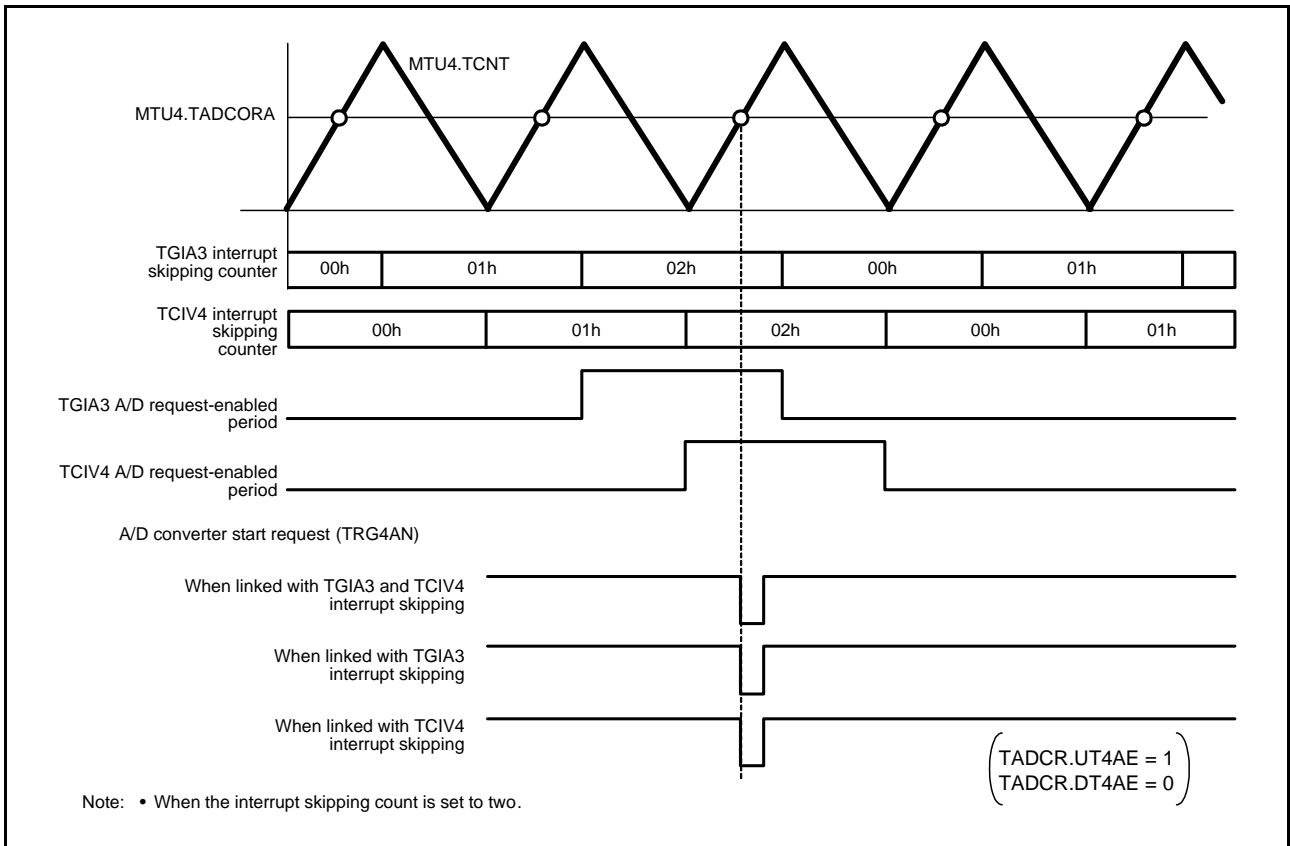 MTU4.TCNT
MTU4.TADCORA
TGIA3 interrupt
skipping counter
00h
01h
02h
00h
01h
TCIV4 interrupt
skipping
counter
00h
01h
02h
00h
01h
TGIA3 A/D request-enabled
period
TCIV4 A/D request-enabled
period
A/D converter start request (TRG4AN)
When linked with TGIA3 and TCIV4
interrupt skipping
When linked with TGIA3
interrupt skipping
When linked with TCIV4
interrupt skipping
TADCR.UT4AE = 1
TADCR.DT4AE = 0
Note: • When the interrupt skipping count is set to two.